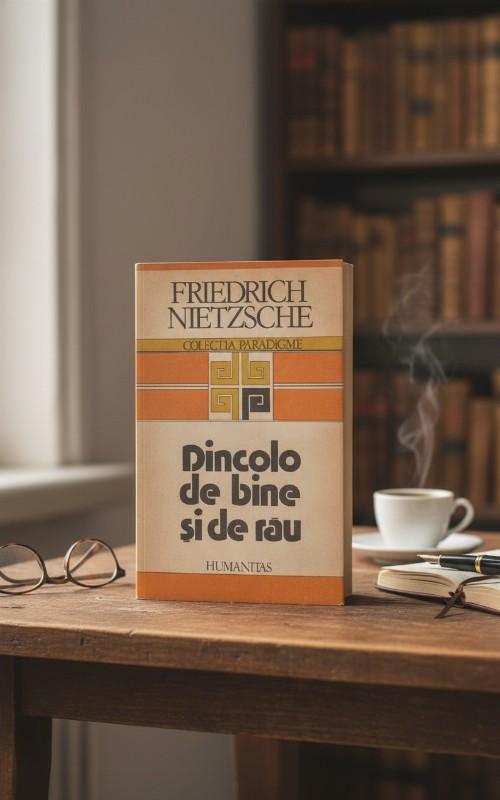 FRIEDRICH
NIETZSCHE
COLECȚIA PARADIGME
Dincolo
de bine
și de rău
HUMANITAS